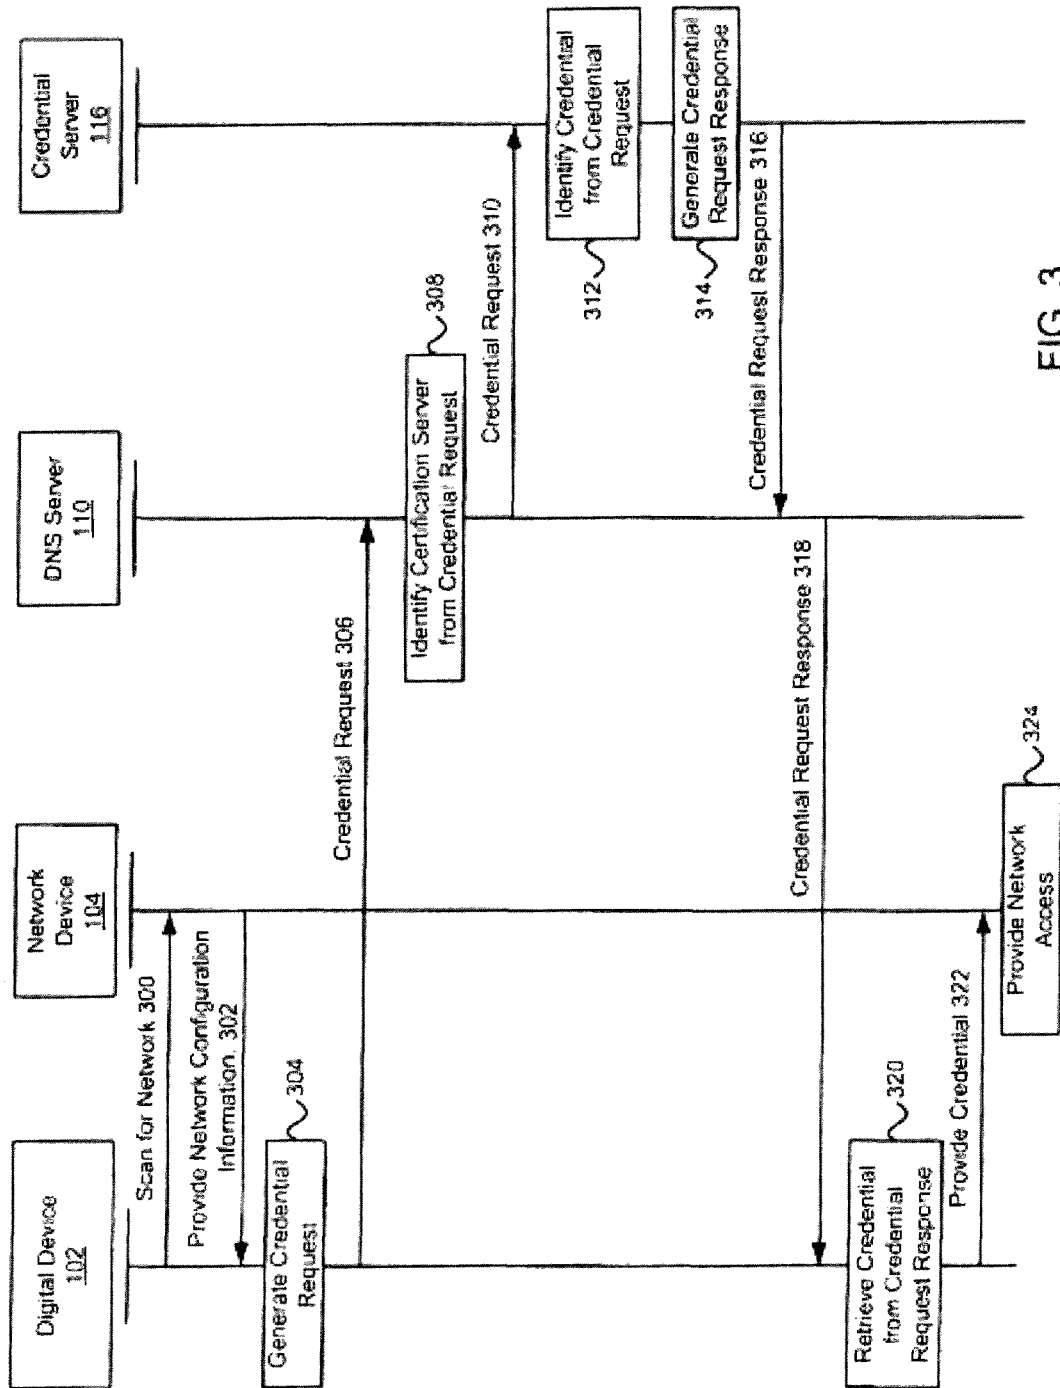 Digital Device
102
Network
Device
104
DNS Server
110
Credential
Server
116
Scan for Network 300
Provide Network Configuration
Information. 302
Generate Credential
Request
304
Credential Request 306
Identify Certification Server
from Credential Request
308
Credential Request 310
Identify Credential
from Credential
Request
312
Generate Credential
Request Response
314
Credential Request Response 316
Credential Request Response 318
Retrieve Credential
from Credential
Request Response
320
Provide Credential 322
Provide Network
Access
324
FIG. 3